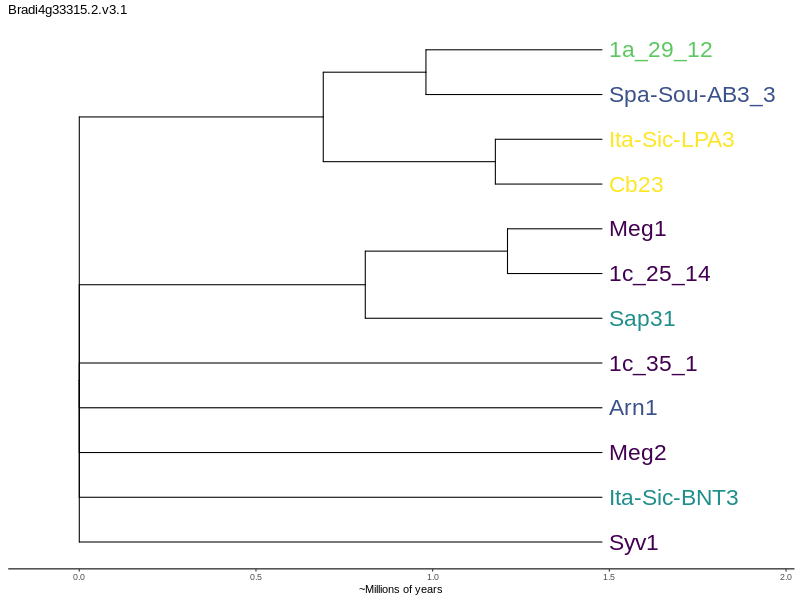 Bradi4g33315.2.v3.1
1a_29_12
Spa-Sou-AB3_3
Ita-Sic-LPA3
Cb23
Meg1
1c_25_14
Sap31
1c_35_1
Arn1
Meg2
Ita-Sic-BNT3
Syv1
0.0 0.5 1.0 1.5 2.0
~Millions of years